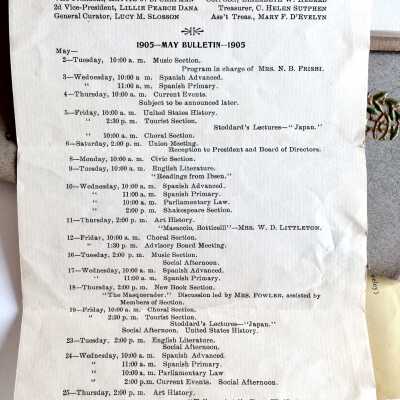 2d Vice-President, LILLIE PEARCE DANA
Treasurer, C. HELEN SUTPHEN
General Curator, LUCY M. SLOSSON
Ass't Treas., MARY F. D'EVELYN
1905—MAY BULLETIN—1905
May—
2—Tuesday, 10:00 a. m. Music Section.
Program in charge of MRS. N. B. FRISBI.
3—Wednesday, 10:00 a. m. Spanish Advanced.
" 11:00 a. m. Spanish Primary.
4—Thursday, 10:00 a. m. Current Events.
Subject to be announced later.
5—Friday, 10:00 a. m. United States History.
" 2:30 p. m. Tourist Section.
Stoddard's Lectures—"Japan."
" 10:00 a. m. Choral Section.
6—Saturday, 2:00 p. m. Union Meeting.
Reception to President and Board of Directors.
8—Monday, 10:00 a. m. Civic Section.
9—Tuesday, 10:00 a. m. English Literature.
"Readings from Ibsen."
10—Wednesday, 10:00 a. m. Spanish Advanced.
" 11:00 a. m. Spanish Primary.
" 10:00 a. m. Parliamentary Law.
" 2:00 p. m. Shakespeare Section.
11—Thursday, 2:00 p. m. Art History.
"Masaccio, Botticelli"—MRS. W. D. LITTLETON.
12—Friday, 10:00 a. m. Choral Section.
" 1:30 p. m. Advisory Board Meeting.
16—Tuesday, 2:00 p. m. Music Section.
Social Afternoon.
17—Wednesday, 10:00 a. m. Spanish Advanced.
" 11:00 a. m. Spanish Primary.
18—Thursday, 2:00 p. m. New Book Section.
"The Masquerader." Discussion led by MRS. FOWLER, assisted by
Members of Section.
19—Friday, 10:00 a. m. Choral Section.
" 2:30 p. m. Tourist Section.
Stoddard's Lectures—"Japan."
Social Afternoon. United States History.
23—Tuesday, 2:00 p. m. English Literature.
Social Afternoon.
24—Wednesday, 10:00 a. m. Spanish Advanced.
" 11:00 a. m. Spanish Primary.
" 10:00 a. m. Parliamentary Law
" 2:00 p.m. Current Events. Social Afternoon.
25—Thursday, 2:00 p. m. Art History.